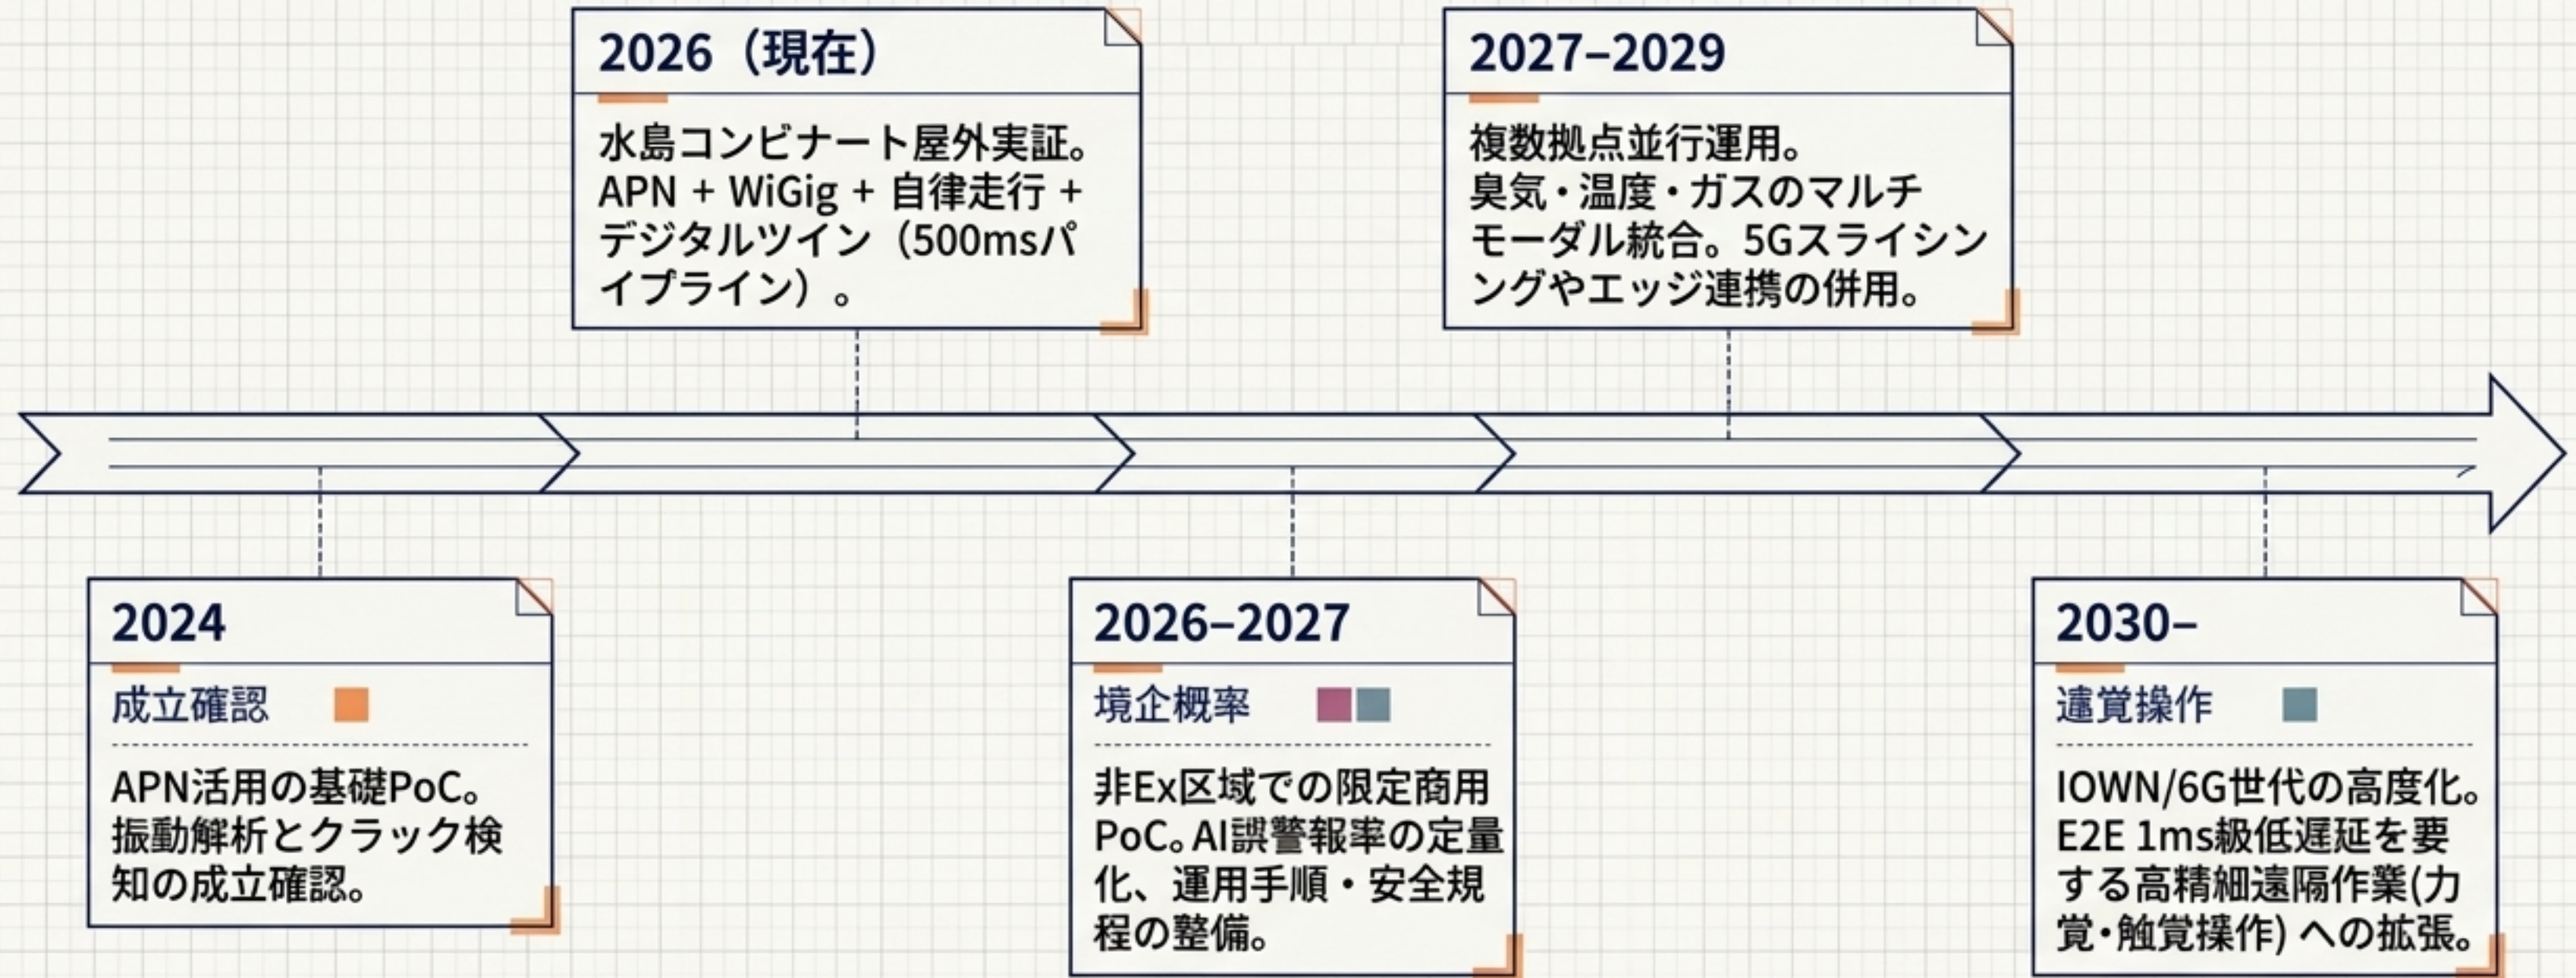 2026（現在）
水島コンビナート屋外実証。
APN + WiGig + 自律走行 +
デジタルツイン（500msパ
イプライン）。
2027–2029
複数拠点並行運用。
臭気・温度・ガスのマルチ
モーダル統合。5Gスライシン
ングやエッジ連携の併用。
2024
成立確認
APN活用の基礎PoC。
振動解析とクラック検
知の成立確認。
2026–2027
境企概率
非Ex区域での限定商用
PoC。AI誤警報率の定量
化、運用手順・安全規
程の整備。
2030–
遠覚操作
IOWN/6G世代の高度化。
E2E 1ms級低遅延を要
する高精細遠隔作業(力
覚・触覚操作) への拡張。